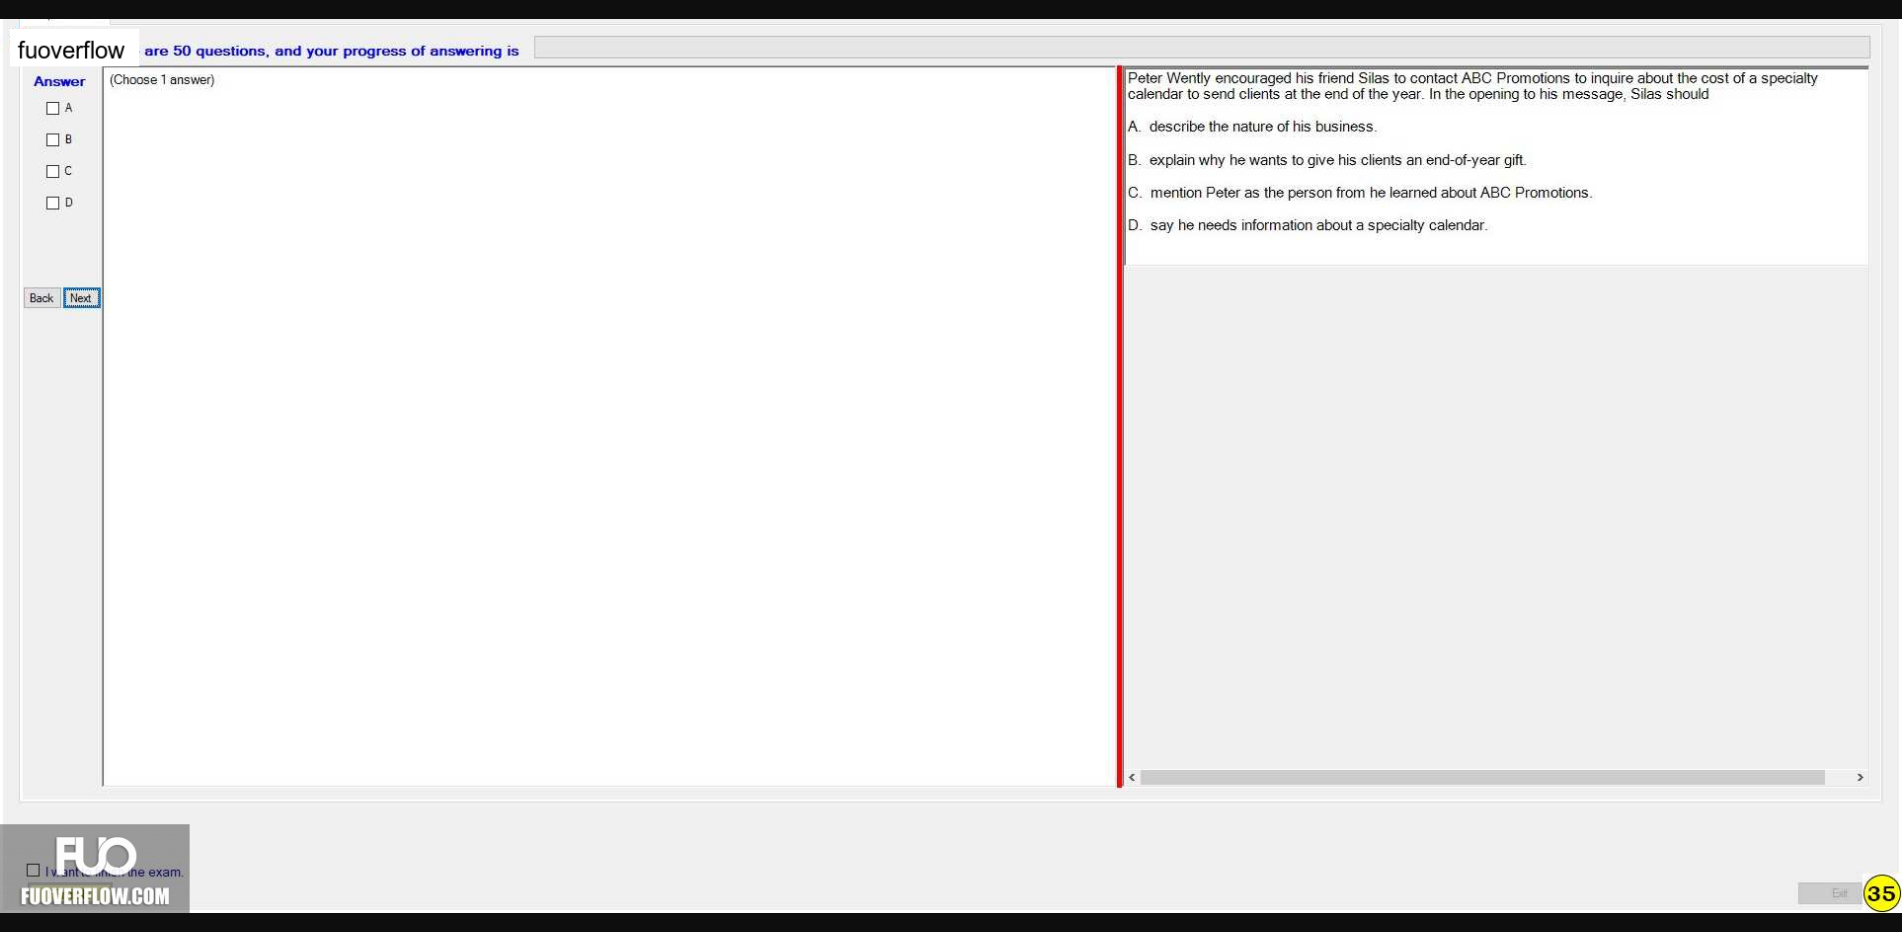 fuoverflow are 50 questions, and your progress of answering is
Answer
(Choose 1 answer)
A
B
C
D
Back Next
Peter Wently encouraged his friend Silas to contact ABC Promotions to inquire about the cost of a specialty
calendar to send clients at the end of the year. In the opening to his message, Silas should
A. describe the nature of his business.
B. explain why he wants to give his clients an end-of-year gift.
C. mention Peter as the person from he learned about ABC Promotions.
D. say he needs information about a specialty calendar.
FUO
I want to finish the exam.
FUOVERFLOW.COM
Exit
35